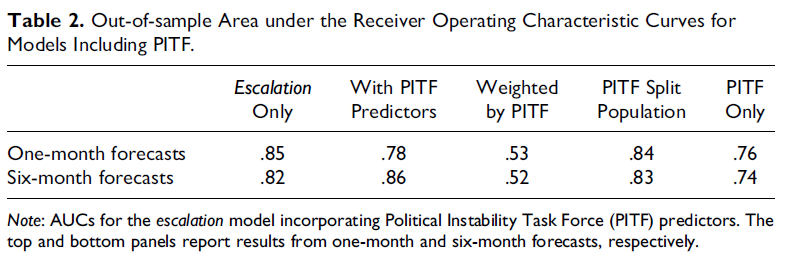 Table 2. Out-of-sample Area under the Receiver Operating Characteristic Curves for
Models Including PITF.
Escalation Only With PITF Predictors Weighted by PITF PITF Split Population PITF Only
One-month forecasts .85 .78 .53 .84 .76
Six-month forecasts .82 .86 .52 .83 .74
Note: AUCs for the escalation model incorporating Political Instability Task Force (PITF) predictors. The
top and bottom panels report results from one-month and six-month forecasts, respectively.